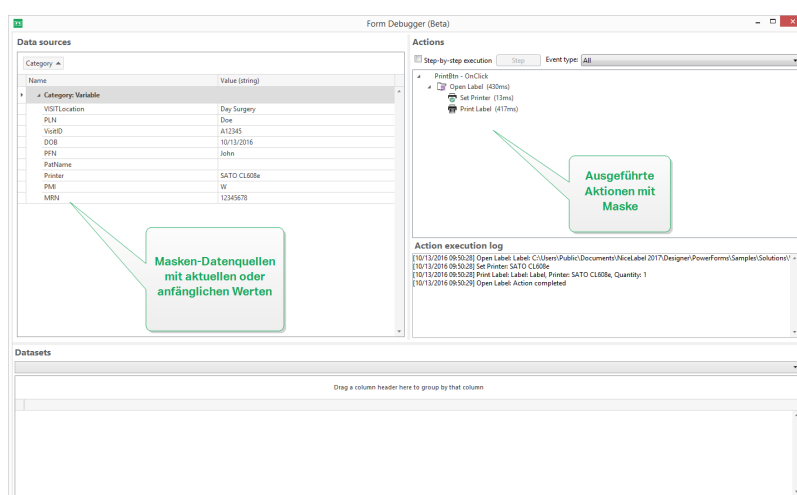 Form Debugger (Beta)
Data sources
Category
Name Value (string)
Category: Variable
VISITLocation Day Surgery
PLN Doe
VisitID A12345
DOB 10/13/2016
PFN John
PatName
Printer SATO CL608e
PMI W
MRN 12345678
Masken-Datenquellen
mit aktuellen oder
anfänglichen Werten
Actions
Step-by-step execution Step Event type: All
PrintBtn - OnClick
Open Label (430ms)
Set Printer (13ms)
Print Label (417ms)
Ausgeführte
Aktionen mit
Maske
Action execution log
[10/13/2016 09:50:28] Open Label: Label: C:\Users\Public\Documents\NiceLabel 2017\Designer\PowerForms\Samples\Solutions\
[10/13/2016 09:50:28] Set Printer: SATO CL608e
[10/13/2016 09:50:28] Print Label: Label: Label, Printer: SATO CL608e, Quantity: 1
[10/13/2016 09:50:29] Open Label: Action completed
Datasets
Drag a column header here to group by that column